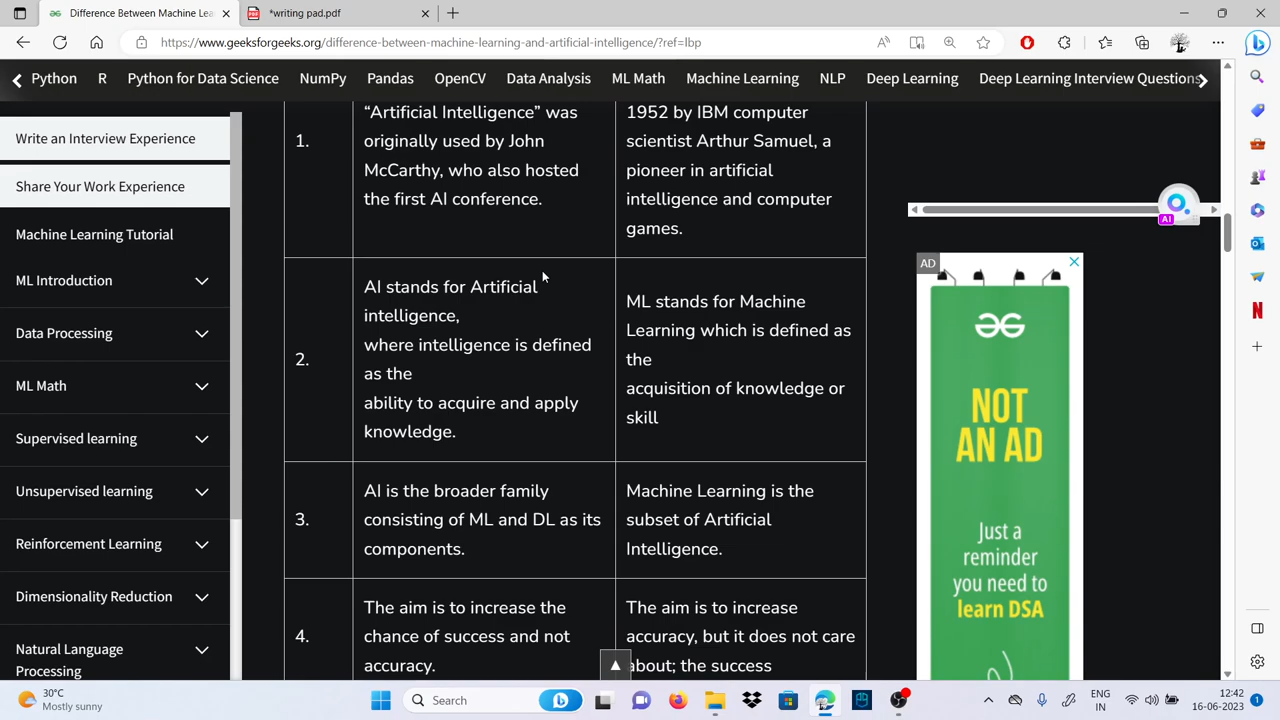 Difference Between Machine Lea
*writing pad.pdf
https://www.geeksforgeeks.org/difference-between-machine-learning-and-artificial-intelligence/?ref=lbp
Python
R
Python for Data Science
NumPy
Pandas
OpenCV
Data Analysis
ML Math
Machine Learning
NLP
Deep Learning
Deep Learning Interview Questions
Write an Interview Experience
Share Your Work Experience
Machine Learning Tutorial
ML Introduction
Data Processing
ML Math
Supervised learning
Unsupervised learning
Reinforcement Learning
Dimensionality Reduction
Natural Language
Processing
1.
“Artificial Intelligence” was
originally used by John
McCarthy, who also hosted
the first AI conference.
1952 by IBM computer
scientist Arthur Samuel, a
pioneer in artificial
intelligence and computer
games.
2.
AI stands for Artificial
intelligence,
where intelligence is defined
as the
ability to acquire and apply
knowledge.
ML stands for Machine
Learning which is defined as
the
acquisition of knowledge or
skill
3.
AI is the broader family
consisting of ML and DL as its
components.
Machine Learning is the
subset of Artificial
Intelligence.
4.
The aim is to increase the
chance of success and not
accuracy.
The aim is to increase
accuracy, but it does not care
about; the success
AI
AD
NOT
AN AD
Just a
reminder
you need to
learn DSA
30°C
Mostly sunny
Search
ENG
IN
12:42
16-06-2023
1